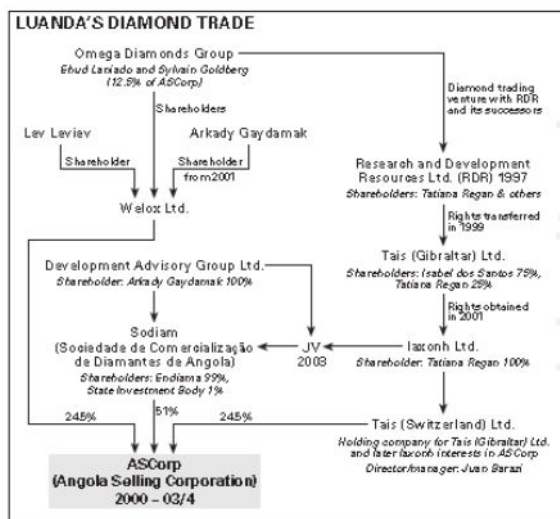 LUANDA'S DIAMOND TRADE
Omega Diamonds Group
Ehud Laniado and Sylvain Goldberg
(12.5% of ASCorp)
Shareholders
Diamond trading
venture with RDR
and its successors
Lev Leviev
Arkady Gaydamak
Shareholder
Shareholder
from 2001
Welox Ltd.
Research and Development
Resources Ltd. (RDR) 1997
Shareholders: Tatiana Regan & others
Rights transferred
in 1999
Development Advisory Group Ltd.
Shareholder: Arkady Gaydamak 100%
Tais (Gibraltar) Ltd.
Shareholders: Isabel dos Santos 75%,
Tatiana Regan 25%
Rights obtained
in 2001
Sodiam
(Sociedade de Comercialização
de Diamantes de Angola)
Shareholders: Endiama 99%,
State Investment Body 1%
JV
2003
Iaxonh Ltd.
Shareholder: Tatiana Regan 100%
24.5%
51%
24.5%
Tais (Switzerland) Ltd.
Holding company for Tais (Gibraltar) Ltd.
and later Iaxonh interests in ASCorp
Director/manager: Juan Barazi
ASCorp
(Angola Selling Corporation)
2000 – 03/4